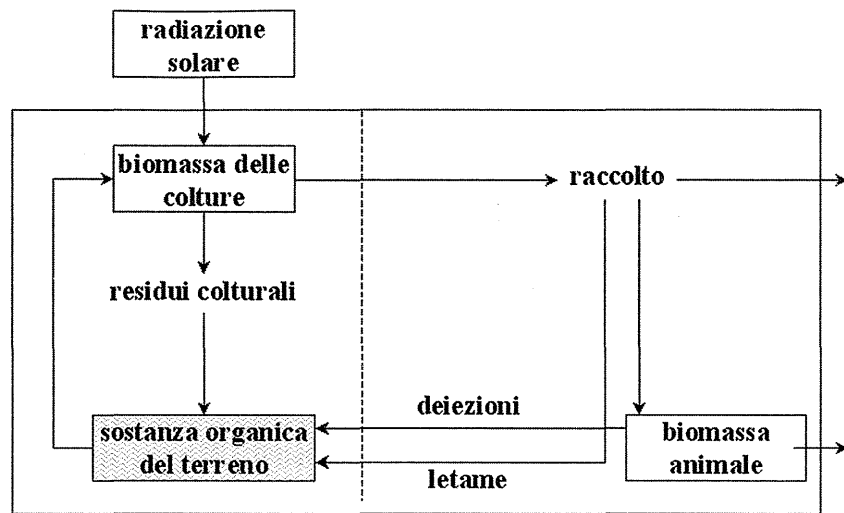 radiazione
solare
biomassa delle
colture
raccolto
residui colturali
deiezioni
sostanza organica
del terreno
biomassa
animale
letame